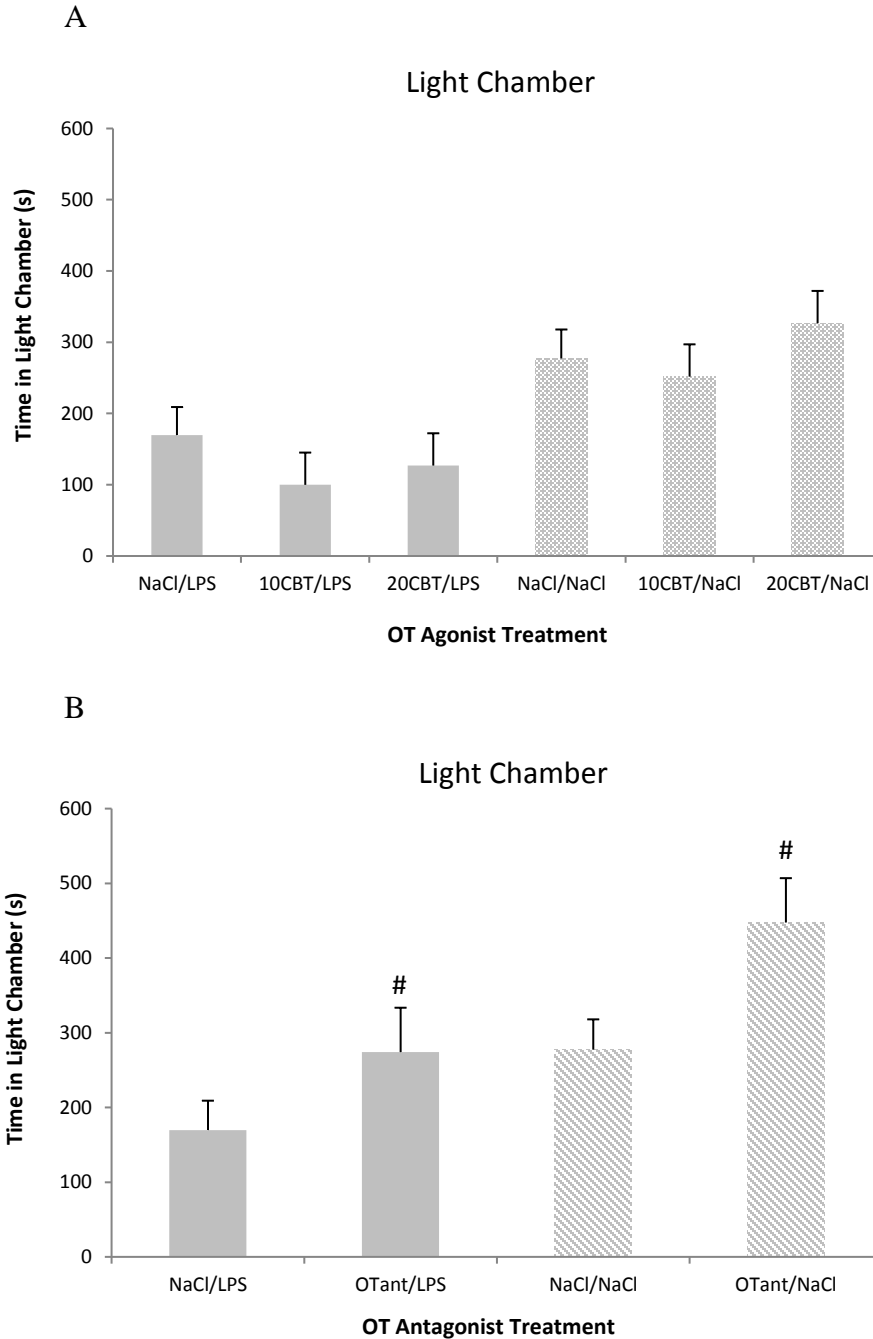 A
Light Chamber
600
500
400
300
200
100
0
Time in Light Chamber (s)
NaCl/LPS 10CBT/LPS 20CBT/LPS NaCl/NaCl 10CBT/NaCl 20CBT/NaCl
OT Agonist Treatment
B
Light Chamber
600
500
400
300
200
100
0
Time in Light Chamber (s)
#
#
NaCl/LPS OTant/LPS NaCl/NaCl OTant/NaCl
OT Antagonist Treatment